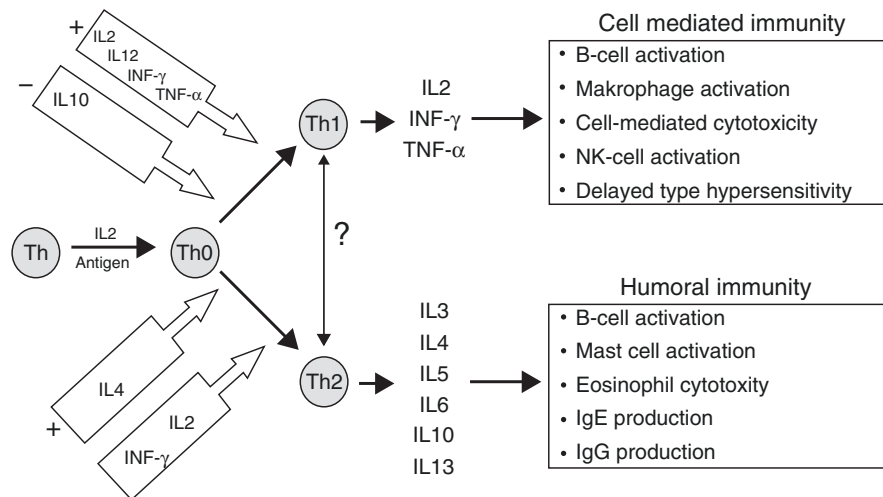 +
IL2
IL12
INF-γ
TNF-α
−
IL10
Th
IL2
Antigen
Th0
Th1
IL2
INF-γ
TNF-α
Cell mediated immunity
• B-cell activation
• Makrophage activation
• Cell-mediated cytotoxicity
• NK-cell activation
• Delayed type hypersensitivity
?
+
IL4
IL2
INF-γ
Th2
IL3
IL4
IL5
IL6
IL10
IL13
Humoral immunity
• B-cell activation
• Mast cell activation
• Eosinophil cytotoxity
• IgE production
• IgG production